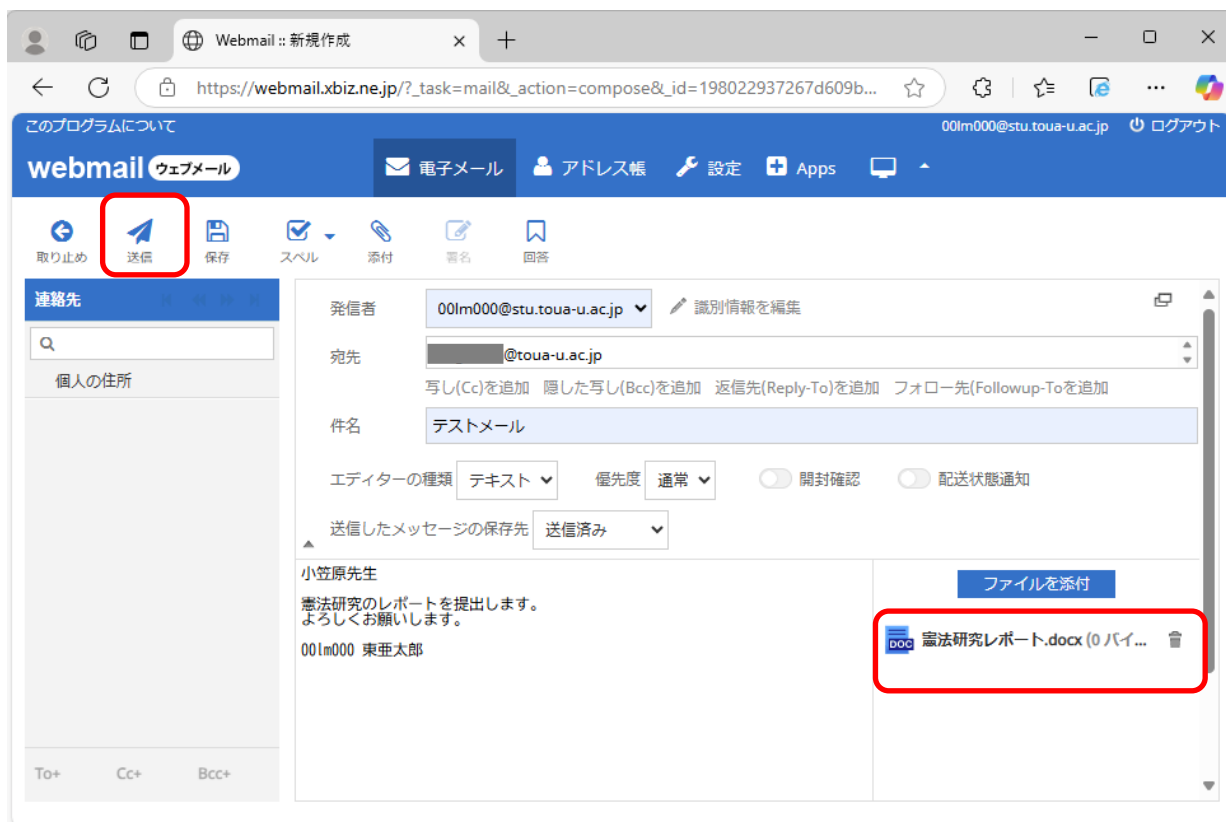 Webmail :: 新規作成
https://webmail.xbiz.ne.jp/?_task=mail&_action=compose&_id=198022937267d609b...
このプログラムについて
00lm000@stu.toua-u.ac.jp ログアウト
webmail ウェブメール 電子メール アドレス帳 設定 Apps
取り止め 送信 保存 スペル 添付 署名 回答
連絡先
個人の住所
発信者 00lm000@stu.toua-u.ac.jp 識別情報を編集
宛先 @toua-u.ac.jp
写し(Cc)を追加 隠した写し(Bcc)を追加 返信先(Reply-To)を追加 フォロー先(Followup-Toを追加
件名 テストメール
エディターの種類 テキスト 優先度 通常 開封確認 配送状態通知
送信したメッセージの保存先 送信済み
小笠原先生
憲法研究のレポートを提出します。
よろしくお願いします。
00lm000 東亜太郎
ファイルを添付
DOC 憲法研究レポート.docx (0 バイ...
To+ Cc+ Bcc+